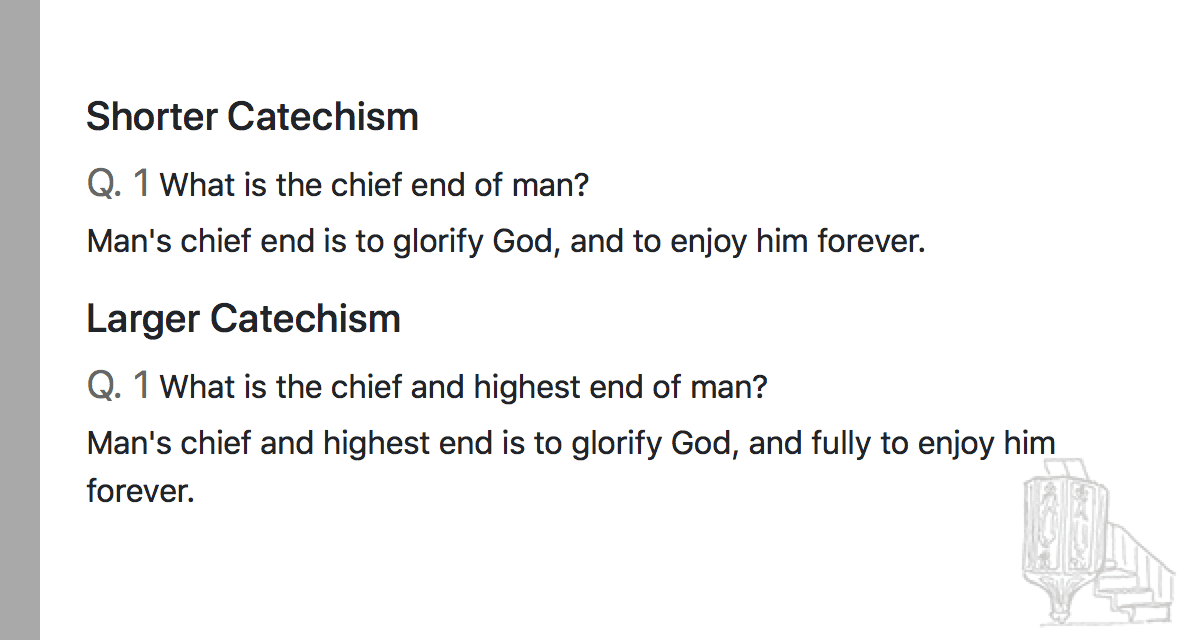 Shorter Catechism
Q. 1 What is the chief end of man?
Man's chief end is to glorify God, and to enjoy him forever.
Larger Catechism
Q. 1 What is the chief and highest end of man?
Man's chief and highest end is to glorify God, and fully to enjoy him
forever.